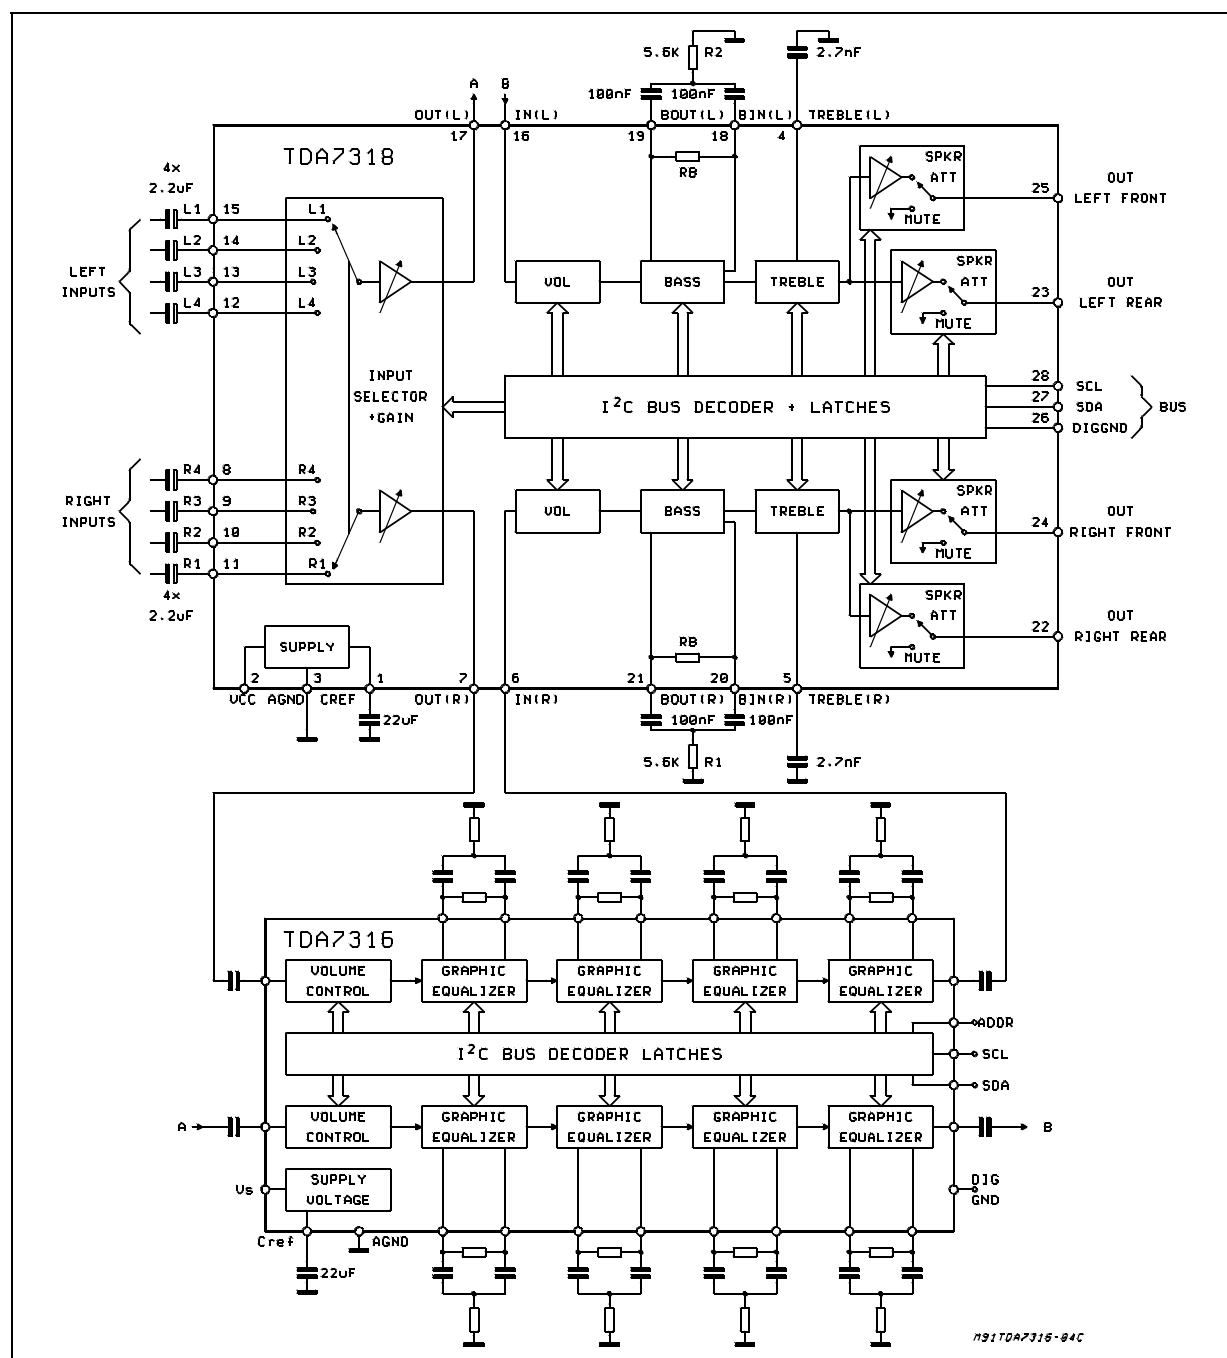 5.6K R2
2.7nF
A B
100nF 100nF
OUT(L) IN(L) BOUT(L) BIN(L) TREBLE(L)
17 16 19 18 4
TDA7318
RB
4x
2.2uF
SPKR
ATT
MUTE
25
OUT
LEFT FRONT
L1 15 L1
L2 14 L2
L3 13 L3
L4 12 L4
LEFT
INPUTS
VOL BASS TREBLE
SPKR
ATT
MUTE
23
OUT
LEFT REAR
INPUT
SELECTOR
+GAIN
I2C BUS DECODER + LATCHES
28 SCL
27 SDA
26 DIGGND
BUS
R4 8 R4
R3 9 R3
R2 10 R2
R1 11 R1
RIGHT
INPUTS
4x
2.2uF
VOL BASS TREBLE
SPKR
ATT
MUTE
24
OUT
RIGHT FRONT
SPKR
ATT
MUTE
22
OUT
RIGHT REAR
SUPPLY
RB
2 3 1 7 6 21 20 5
VCC AGND CREF OUT(R) IN(R) BOUT(R) BIN(R) TREBLE(R)
22uF
100nF 100nF
5.6K R1
2.7nF
TDA7316
VOLUME
CONTROL
GRAPHIC
EQUALIZER
GRAPHIC
EQUALIZER
GRAPHIC
EQUALIZER
GRAPHIC
EQUALIZER
ADDR
I2C BUS DECODER LATCHES
SCL
SDA
A
VOLUME
CONTROL
GRAPHIC
EQUALIZER
GRAPHIC
EQUALIZER
GRAPHIC
EQUALIZER
GRAPHIC
EQUALIZER
B
Vs
SUPPLY
VOLTAGE
DIG
GND
Cref AGND
22uF
M91TDA7316-04C